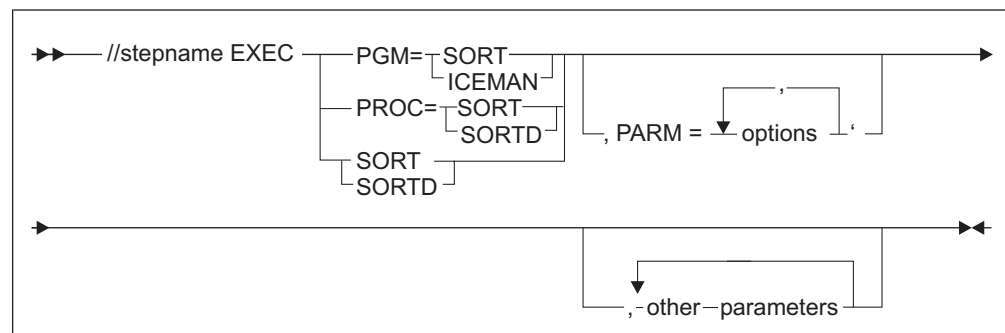 //stepname EXEC
PGM= SORT
ICEMAN
PROC= SORT
SORTD
SORT
SORTD
,
, PARM = options ‘
, other parameters